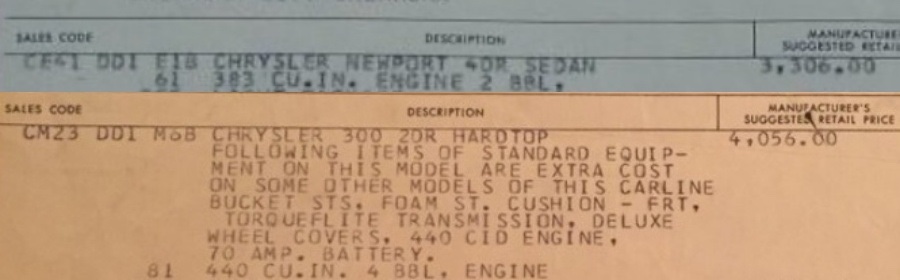 SALES CODE DESCRIPTION MANUFACTURE SUGGESTED RETAIL
CE41 DD1 E1B CHRYSLER NEWPORT 4DR SEDAN 3,306.00
61 383 CU.IN. ENGINE 2 BBL.
SALES CODE DESCRIPTION MANUFACTURER'S SUGGESTED RETAIL PRICE
CM23 DD1 M6B CHRYSLER 300 2DR HARDTOP 4,056.00
FOLLOWING ITEMS OF STANDARD EQUIP-
MENT ON THIS MODEL ARE EXTRA COST
ON SOME OTHER MODELS OF THIS CARLINE
BUCKET STS. FOAM ST. CUSHION - FRT,
TORQUEFLITE TRANSMISSION, DELUXE
WHEEL COVERS, 440 CID ENGINE,
70 AMP. BATTERY.
81 440 CU.IN. 4 BBL. ENGINE